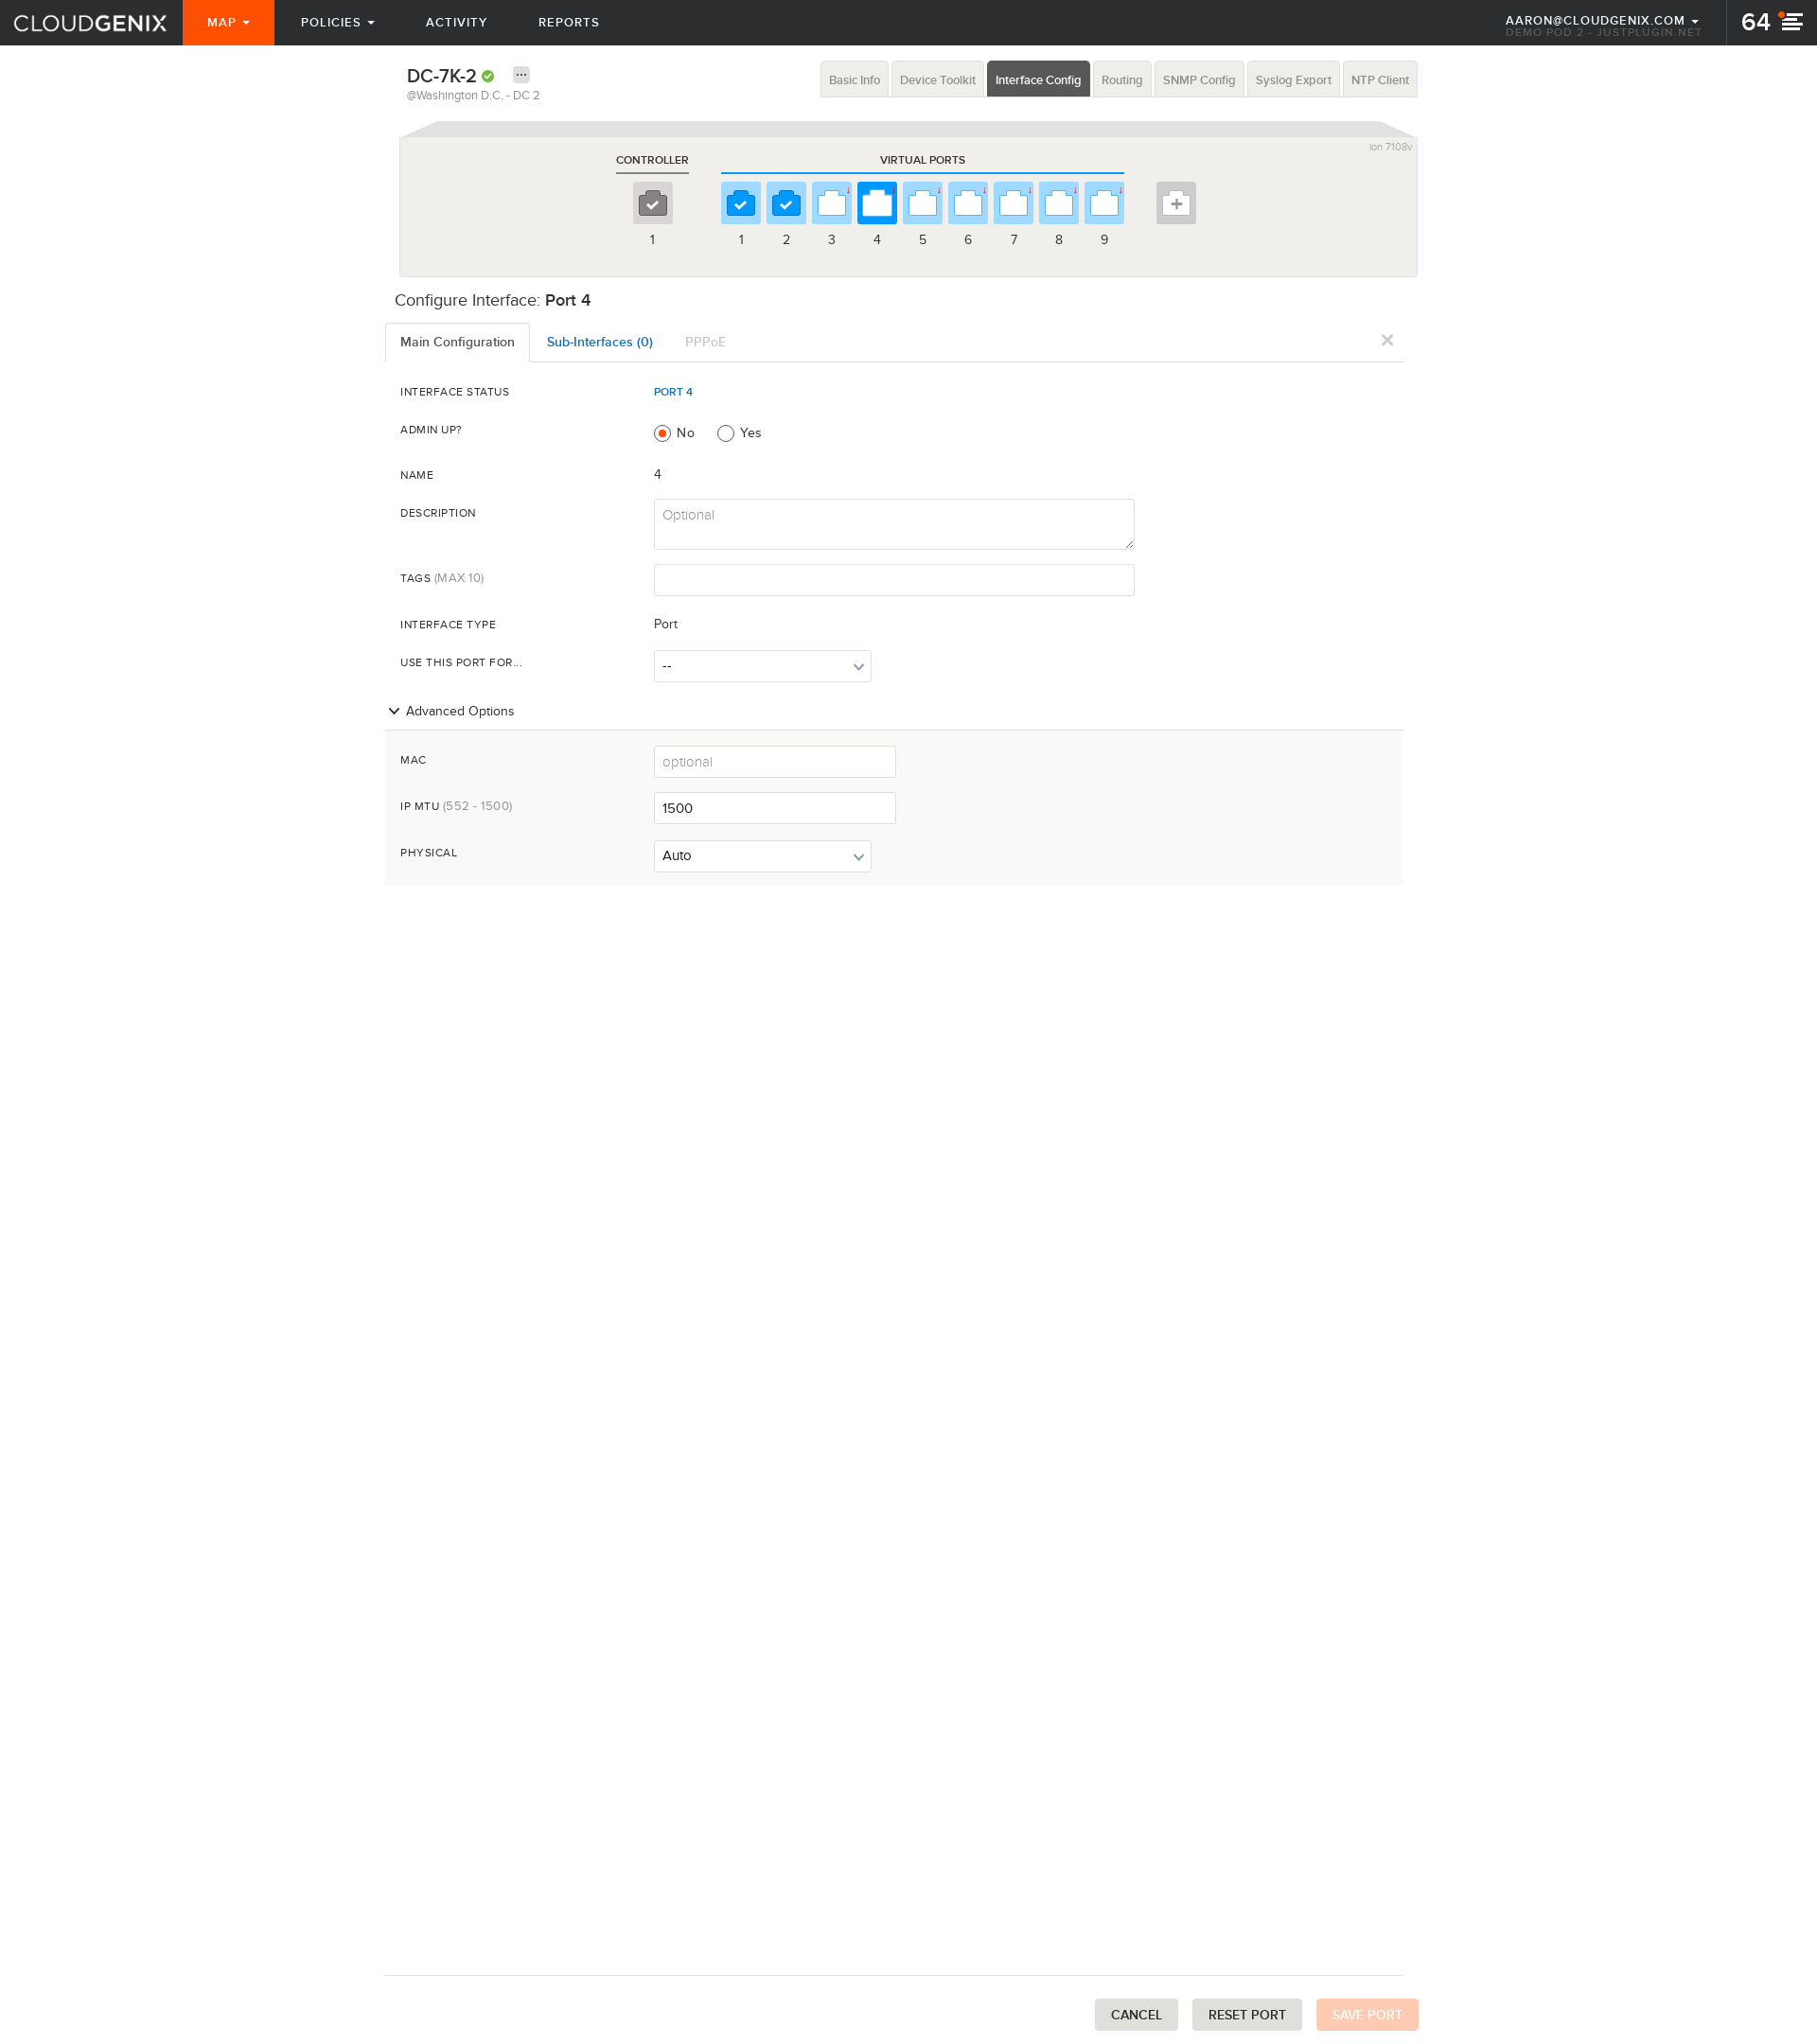 CLOUDGENIX
MAP
POLICIES
ACTIVITY
REPORTS
AARON@CLOUDGENIX.COM
DEMO POD 2 - JUSTPLUGIN.NET
64
DC-7K-2
@Washington D.C. - DC 2
Basic Info
Device Toolkit
Interface Config
Routing
SNMP Config
Syslog Export
NTP Client
ion 7108v
CONTROLLER
VIRTUAL PORTS
1
1 2 3 4 5 6 7 8 9
Configure Interface: Port 4
Main Configuration
Sub-Interfaces (0)
PPPoE
INTERFACE STATUS
PORT 4
ADMIN UP?
No
Yes
NAME
4
DESCRIPTION
Optional
TAGS (MAX 10)
INTERFACE TYPE
Port
USE THIS PORT FOR...
--
Advanced Options
MAC
optional
IP MTU (552 - 1500)
1500
PHYSICAL
Auto
CANCEL
RESET PORT
SAVE PORT